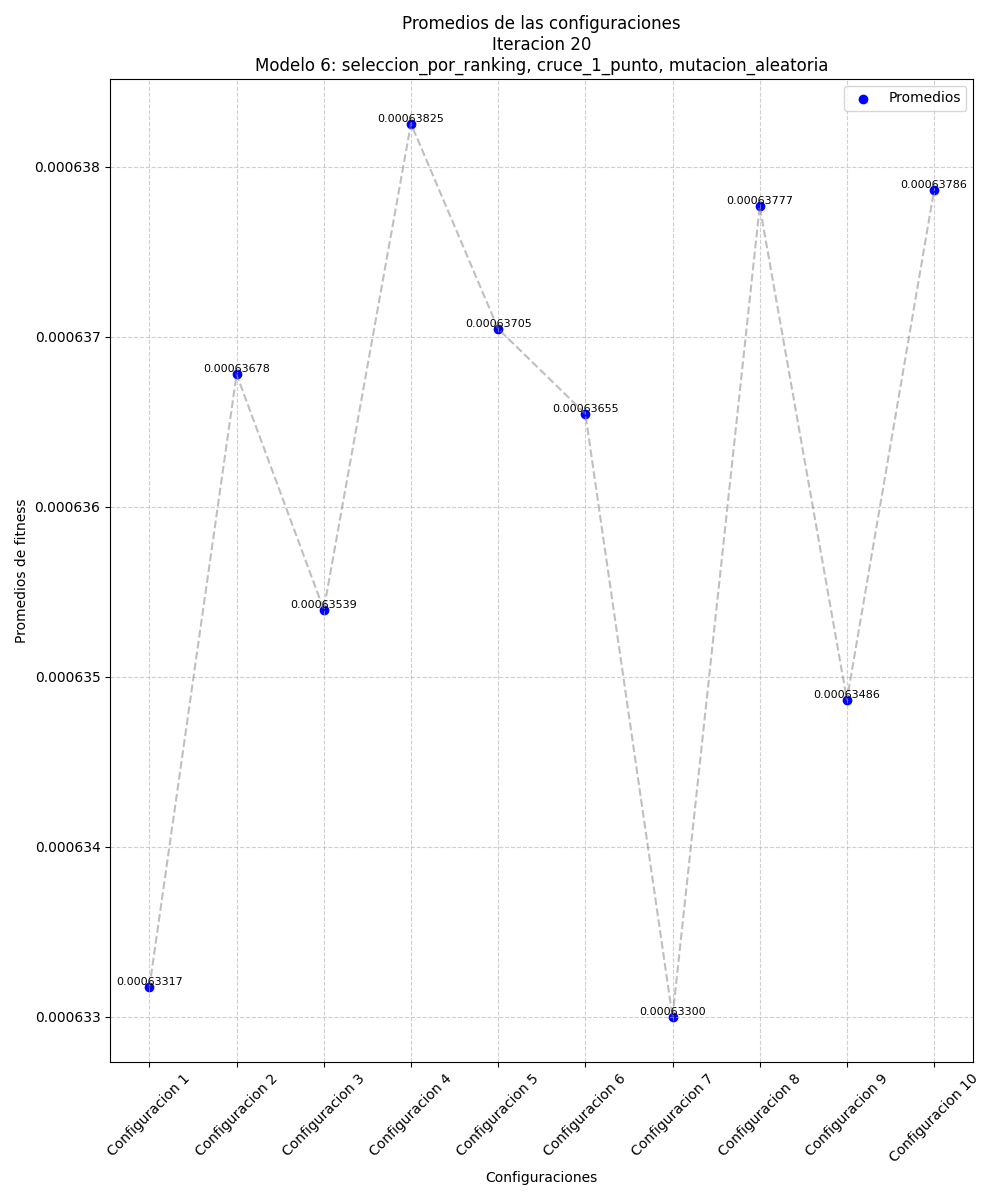 Promedios de las configuraciones
Iteracion 20
Modelo 6: seleccion_por_ranking, cruce_1_punto, mutacion_aleatoria
Promedios
0.000638
0.000637
0.000636
0.000635
0.000634
0.000633
Promedios de fitness
0.00063317
0.00063678
0.00063539
0.00063825
0.00063705
0.00063655
0.00063300
0.00063777
0.00063486
0.00063786
Configuracion 1
Configuracion 2
Configuracion 3
Configuracion 4
Configuracion 5
Configuracion 6
Configuracion 7
Configuracion 8
Configuracion 9
Configuracion 10
Configuraciones